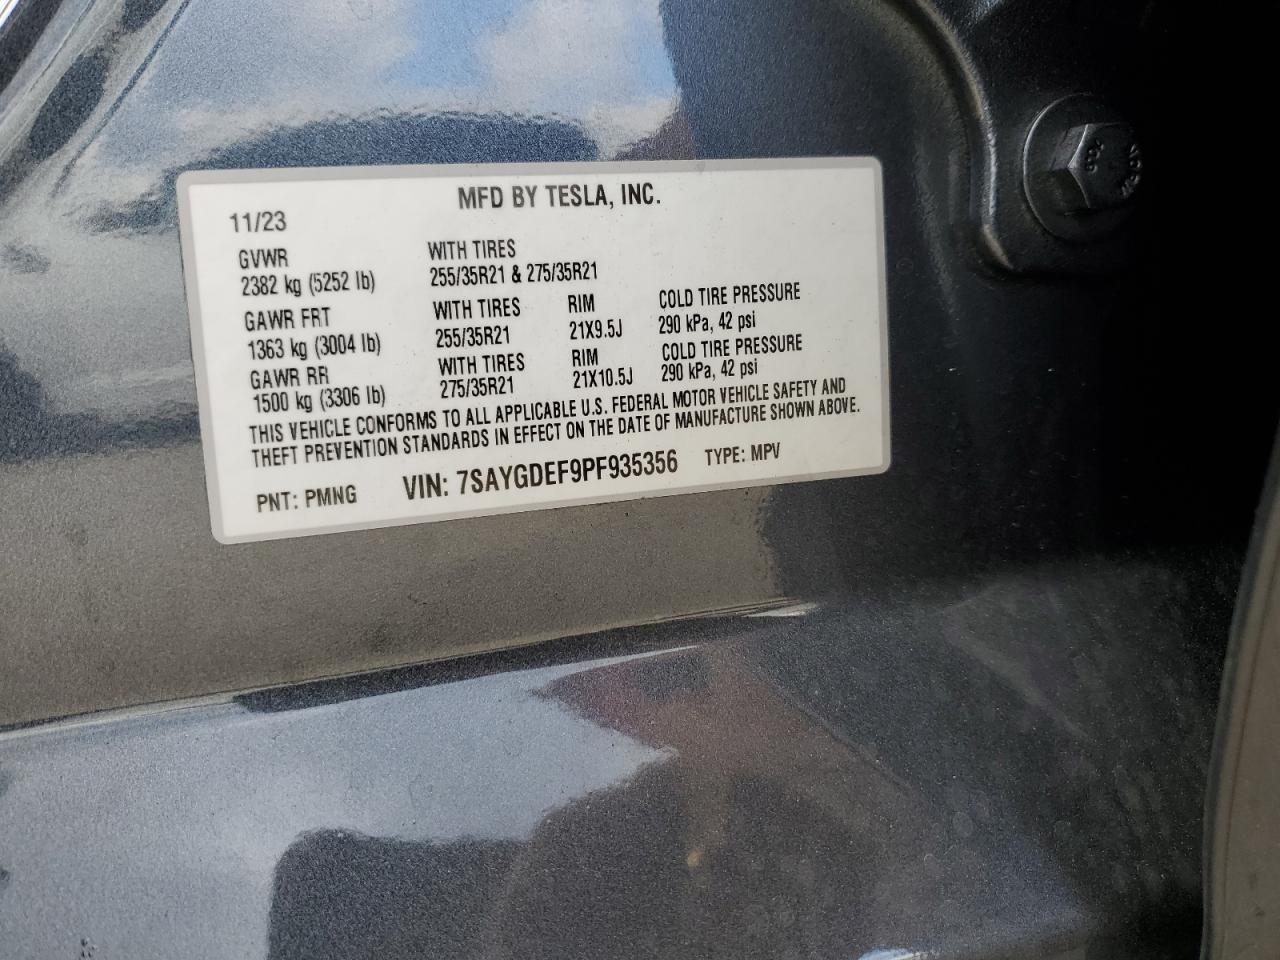 MFD BY TESLA, INC.
11/23
GVWR WITH TIRES
2382 kg (5252 lb) 255/35R21 & 275/35R21
GAWR FRT WITH TIRES RIM COLD TIRE PRESSURE
1363 kg (3004 lb) 255/35R21 21X9.5J 290 kPa, 42 psi
GAWR RR WITH TIRES RIM COLD TIRE PRESSURE
1500 kg (3306 lb) 275/35R21 21X10.5J 290 kPa, 42 psi
THIS VEHICLE CONFORMS TO ALL APPLICABLE U.S. FEDERAL MOTOR VEHICLE SAFETY AND
THEFT PREVENTION STANDARDS IN EFFECT ON THE DATE OF MANUFACTURE SHOWN ABOVE.
PNT: PMNG VIN: 7SAYGDEF9PF935356 TYPE: MPV